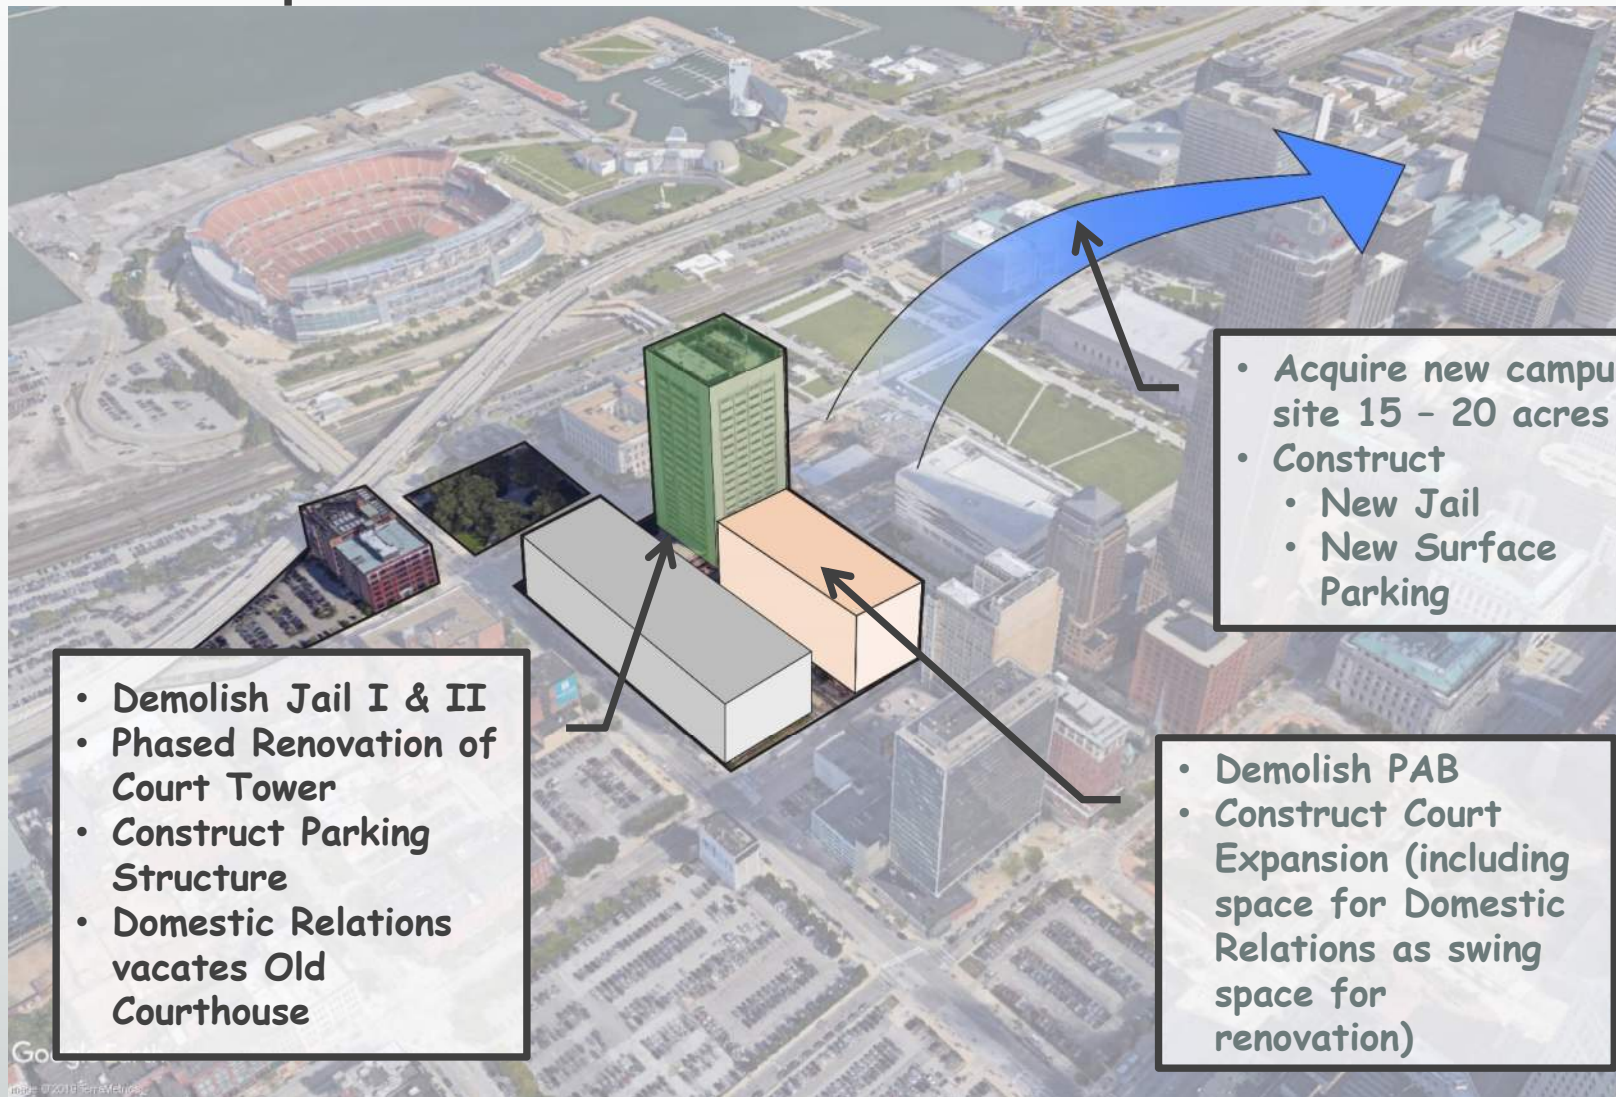 • Acquire new campu
site 15 – 20 acres
• Construct
• New Jail
• New Surface
Parking
• Demolish Jail I & II
• Phased Renovation of
Court Tower
• Construct Parking
Structure
• Domestic Relations
vacates Old
Courthouse
• Demolish PAB
• Construct Court
Expansion (including
space for Domestic
Relations as swing
space for
renovation)